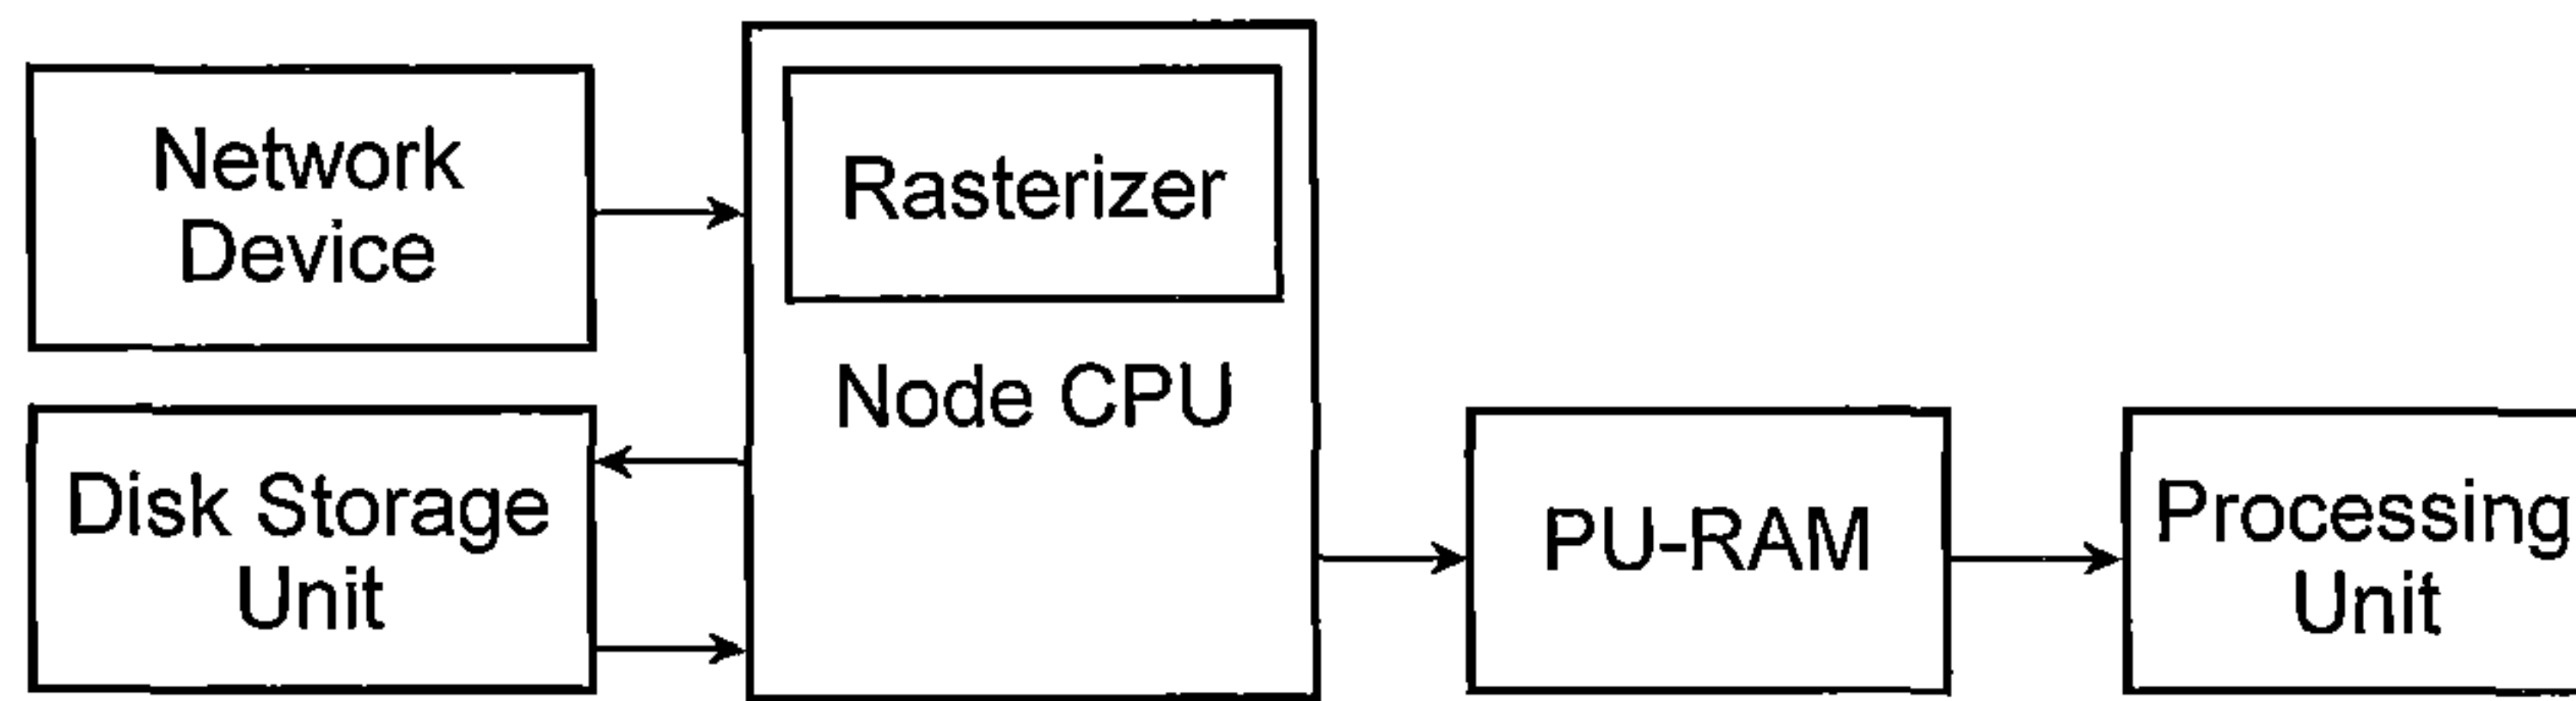 Network
Device
Rasterizer
Node CPU
Disk Storage
Unit
PU-RAM
Processing
Unit